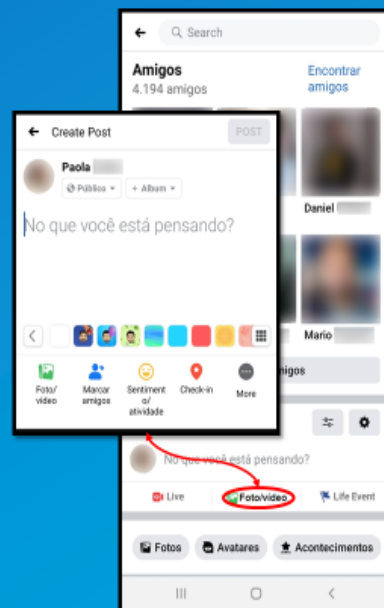 Search
Amigos
4.194 amigos
Encontrar
amigos
Daniel
Mario
nigos
Create Post
POST
Paola
Público
+ Album
No que você está pensando?
Foto/
vídeo
Marcar
amigos
Sentiment
o/
atividade
Check-in
More
No que você está pensando?
Live
Foto/vídeo
Life Event
Fotos
Avatares
Acontecimentos